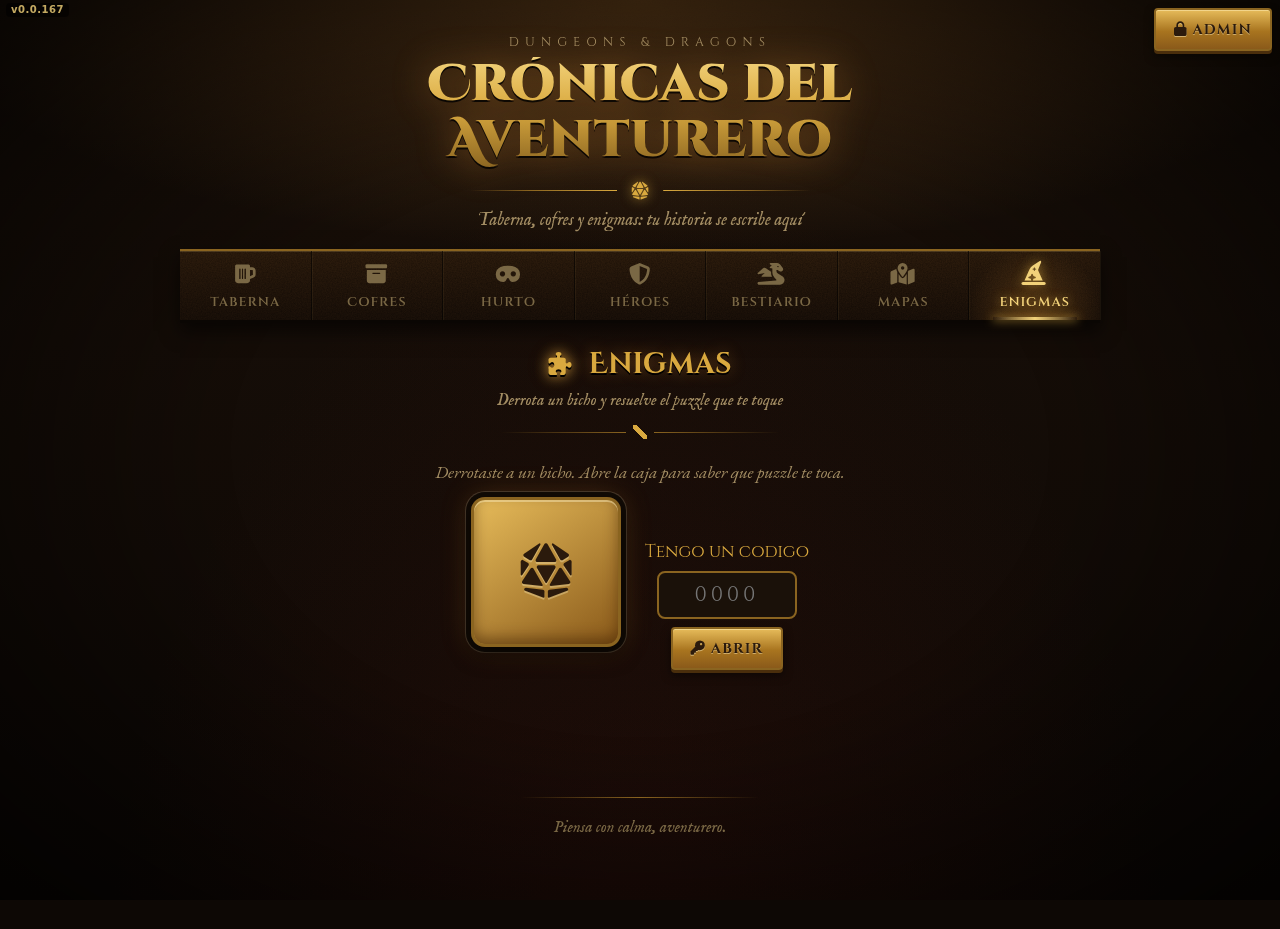 v0.0.167
ADMIN
DUNGEONS & DRAGONS
CRÓNICAS DEL
AVENTURERO
Taberna, cofres y enigmas: tu historia se escribe aquí
TABERNA
COFRES
HURTO
HÉROES
BESTIARIO
MAPAS
ENIGMAS
ENIGMAS
Derrota un bicho y resuelve el puzzle que te toque
Derrotaste a un bicho. Abre la caja para saber que puzzle te toca.
TENGO UN CODIGO
0000
ABRIR
Piensa con calma, aventurero.